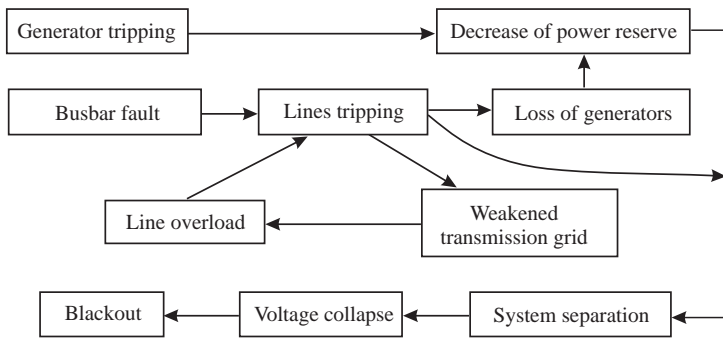 Generator tripping
Decrease of power reserve
Busbar fault
Lines tripping
Loss of generators
Line overload
Weakened
transmission grid
Blackout
Voltage collapse
System separation